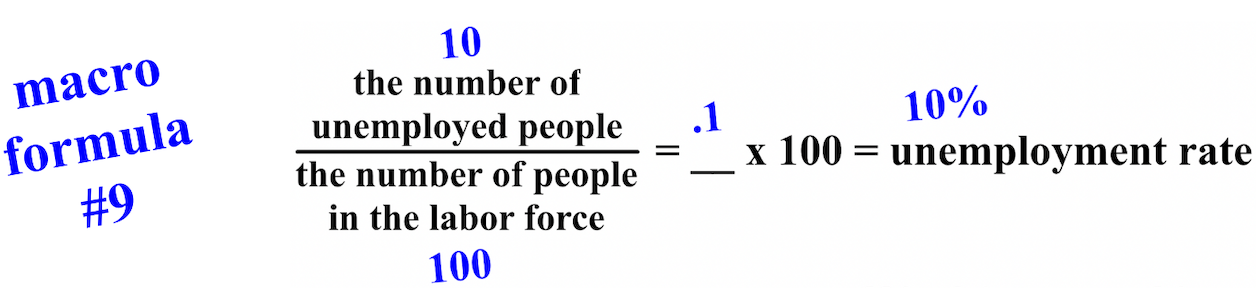 macro
formula
#9
10
the number of
unemployed people
the number of people
in the labor force
100
.1
= __ x 100 = unemployment rate
10%